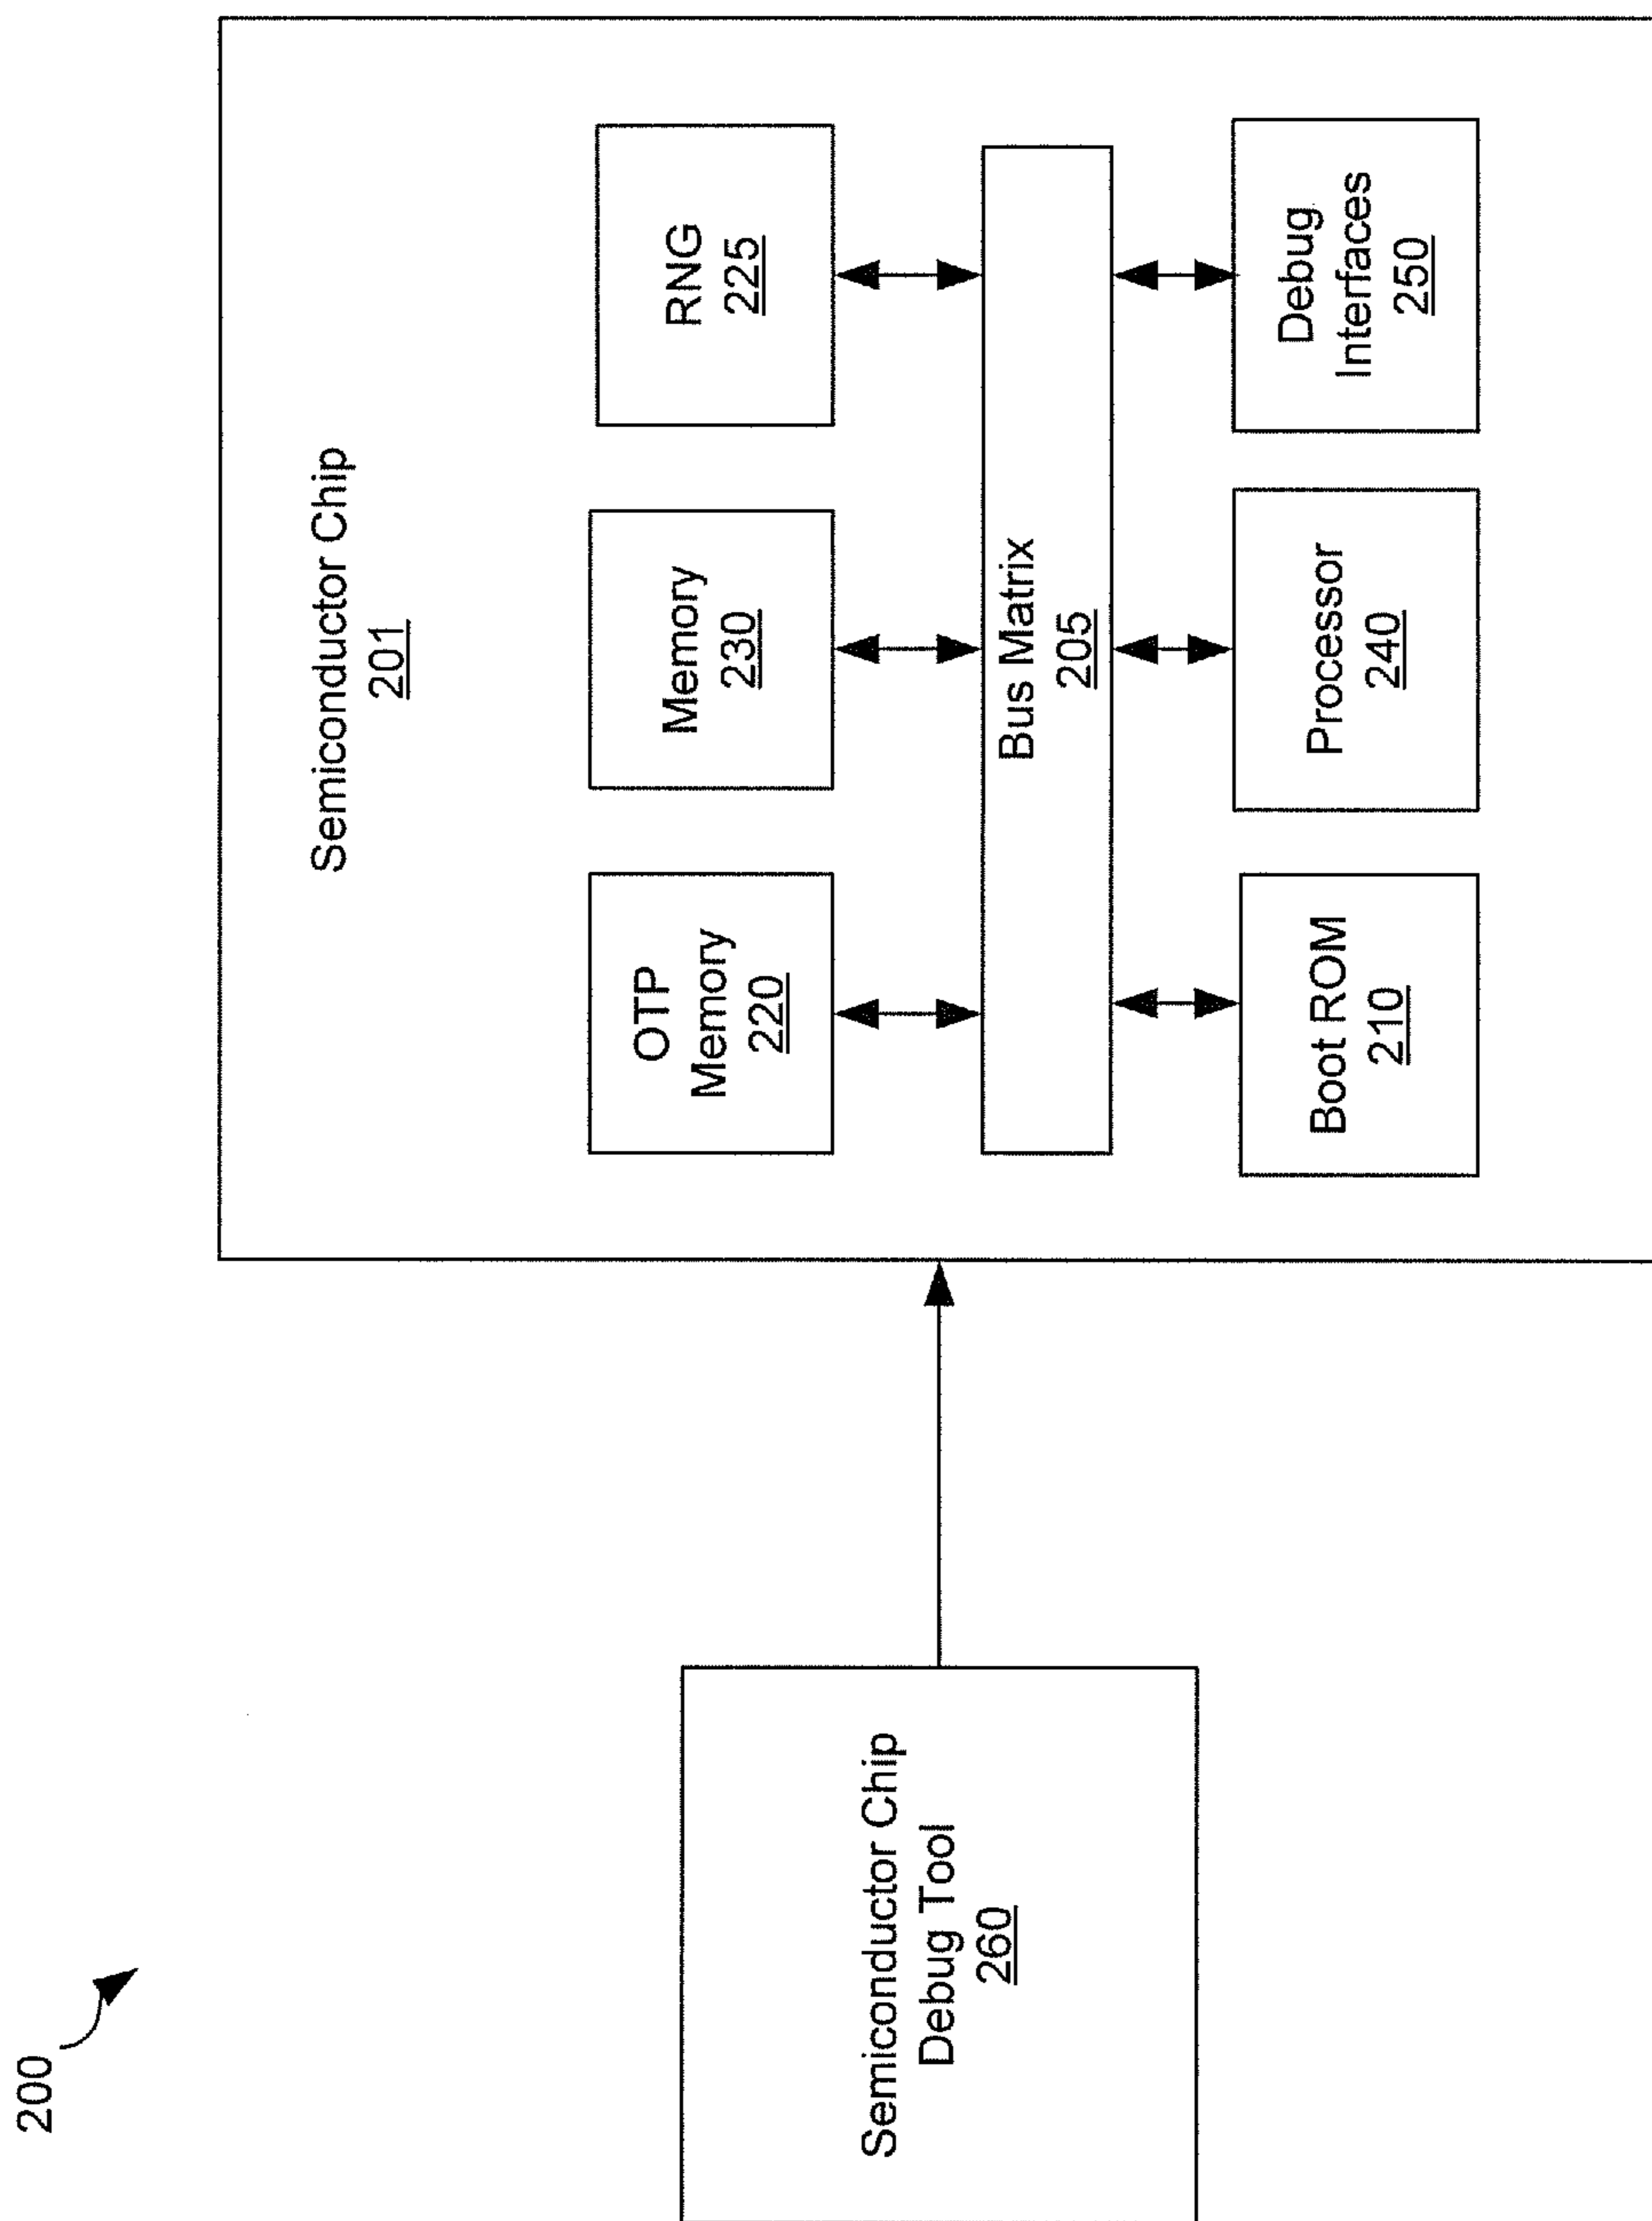 200
Semiconductor Chip
Debug Tool
260
Semiconductor Chip
201
OTP
Memory
220
Memory
230
RNG
225
Bus Matrix
205
Boot ROM
210
Processor
240
Debug
Interfaces
250